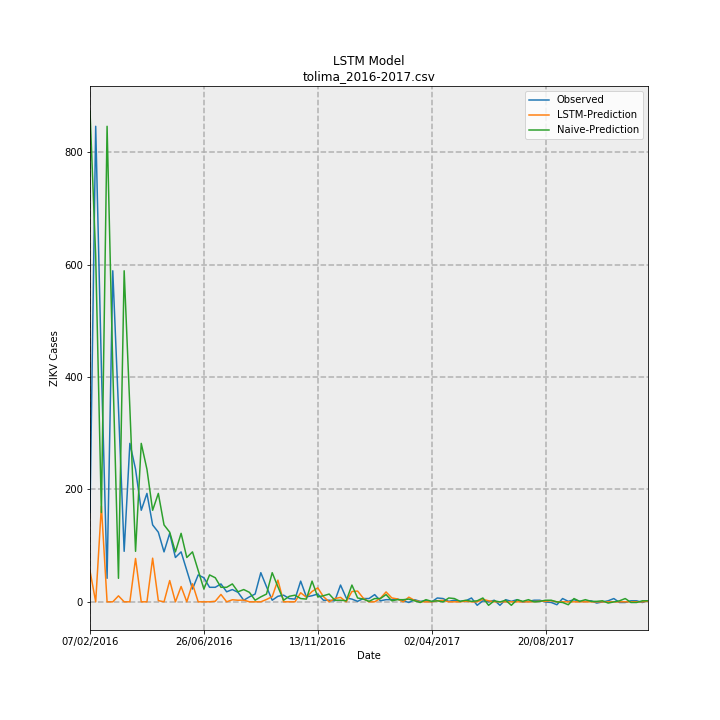 LSTM Model
tolima_2016-2017.csv
Observed
LSTM-Prediction
Naive-Prediction
ZIKV Cases
800
600
400
200
0
07/02/2016 26/06/2016 13/11/2016 02/04/2017 20/08/2017
Date